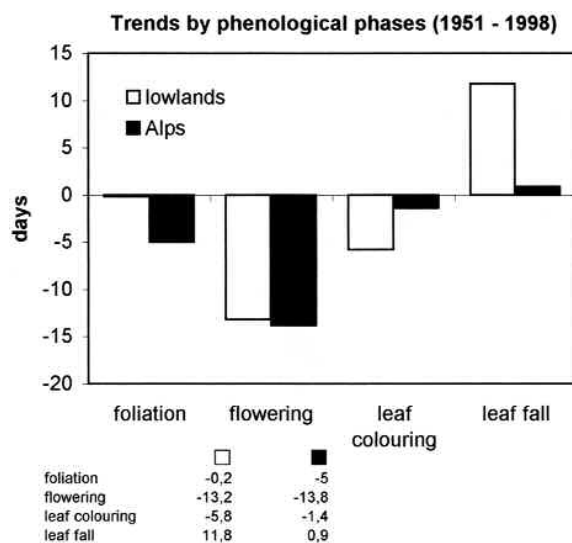 Trends by phenological phases (1951 - 1998)
15
10
5
0
-5
-10
-15
-20
days
lowlands
Alps
foliation
flowering
leaf
colouring
leaf fall
foliation -0,2 -5
flowering -13,2 -13,8
leaf colouring -5,8 -1,4
leaf fall 11,8 0,9